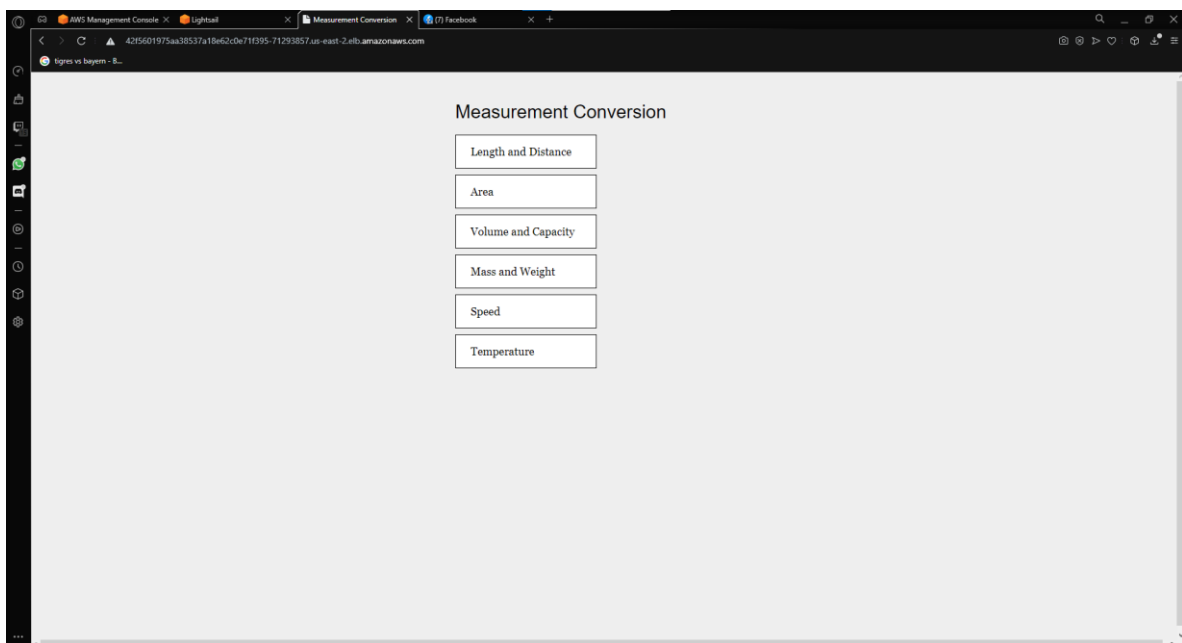 AWS Management Console
Lightsail
Measurement Conversion
(7) Facebook
42f5601975aa38537a18e62c0e71f395-71293857.us-east-2.elb.amazonaws.com
tigres vs bayern - B...
Measurement Conversion
Length and Distance
Area
Volume and Capacity
Mass and Weight
Speed
Temperature